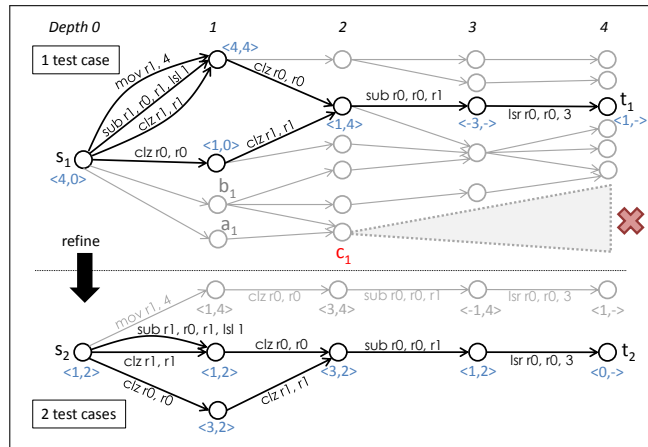 Depth 0 1 2 3 4
1 test case
<4,4>
mov r1, 4
sub r1, r0, r1, lsl 1
clz r1, r1
clz r0, r0
sub r0, r0, r1
lsr r0, r0, 3
t1
<1,4>
<-3,->
<1,->
<1,0>
clz r1, r1
s1
clz r0, r0
<4,0>
b1
a1
c1
refine
mov r1, 4
clz r0, r0
sub r0, r0, r1
lsr r0, r0, 3
<1,4>
<3,4>
<-1,4>
<1,->
sub r1, r0, r1, lsl 1
s2
clz r0, r0
sub r0, r0, r1
t2
clz r1, r1
lsr r0, r0, 3
<1,2>
<1,2>
<3,2>
<1,2>
<0,->
clz r0, r0
clz r1, r1
<3,2>
2 test cases